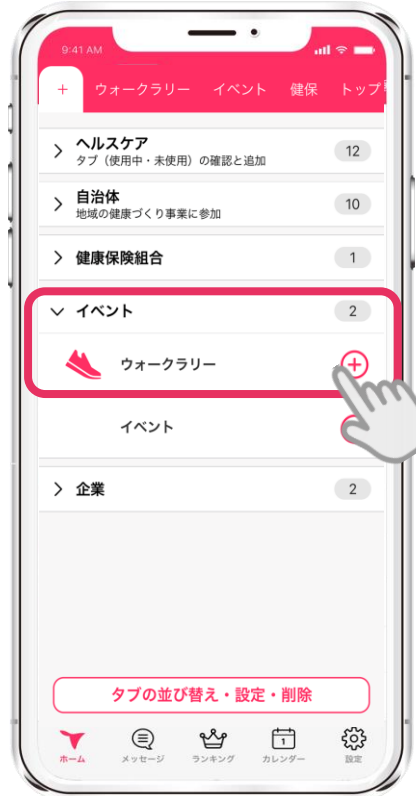 9:41 AM
+ ウォークラリー イベント 健保 トップ
ヘルスケア
タブ（使用中・未使用）の確認と追加
12
自治体
地域の健康づくり事業に参加
10
健康保険組合
1
イベント
2
ウォークラリー
イベント
企業
2
タブの並び替え・設定・削除
1
ホーム メッセージ ランキング カレンダー 設定